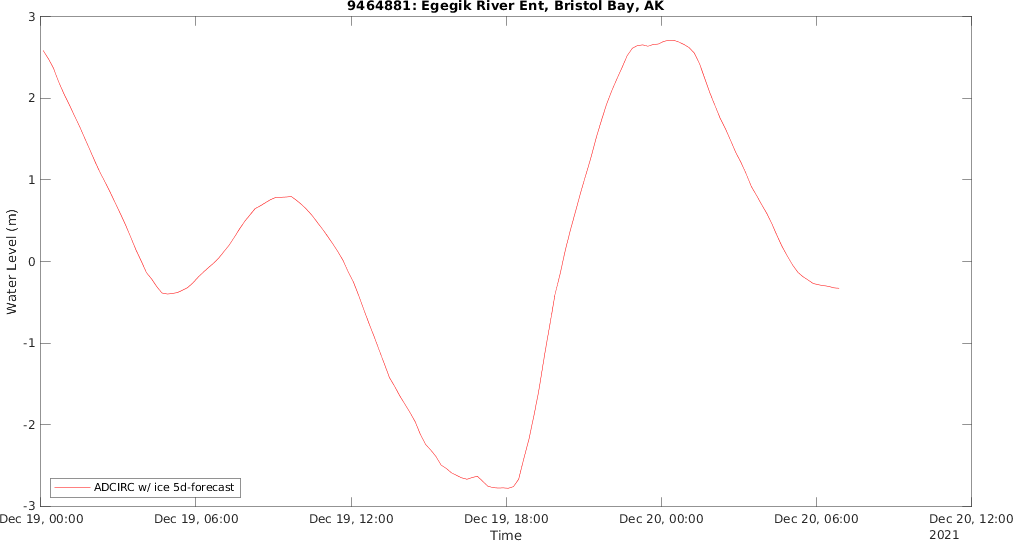 9464881: Egegik River Ent, Bristol Bay, AK
3
2
1
0
-1
-2
-3
Water Level (m)
ADCIRC w/ ice 5d-forecast
Dec 19, 00:00 Dec 19, 06:00 Dec 19, 12:00 Dec 19, 18:00 Dec 20, 00:00 Dec 20, 06:00 Dec 20, 12:00
Time
2021